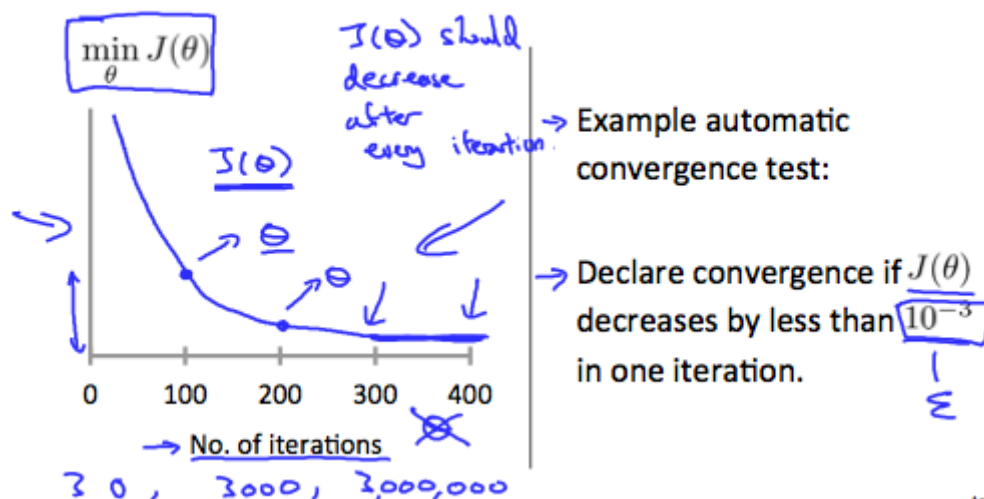 min J(θ)
θ
J(θ) should
decrease
after
every iteration.
J(θ)
θ
θ
0 100 200 300 400
→ No. of iterations θ
30, 3000, 3,000,000
→ Example automatic
convergence test:
→ Declare convergence if J(θ)
decreases by less than 10⁻³
in one iteration.
ε